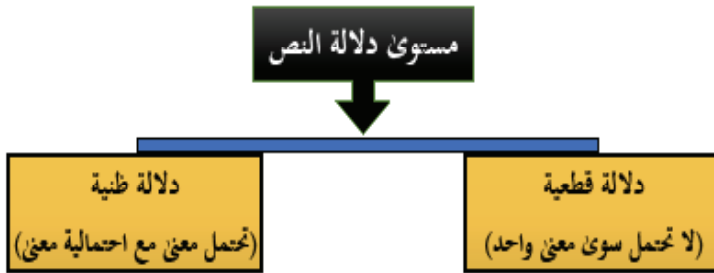 مستوىٰ دلالة النص
دلالة قطعية
(لا تحتمل سوىٰ معنىٰ واحد)
دلالة ظنية
(تحتمل معنىٰ مع احتمالية معنىٰ)